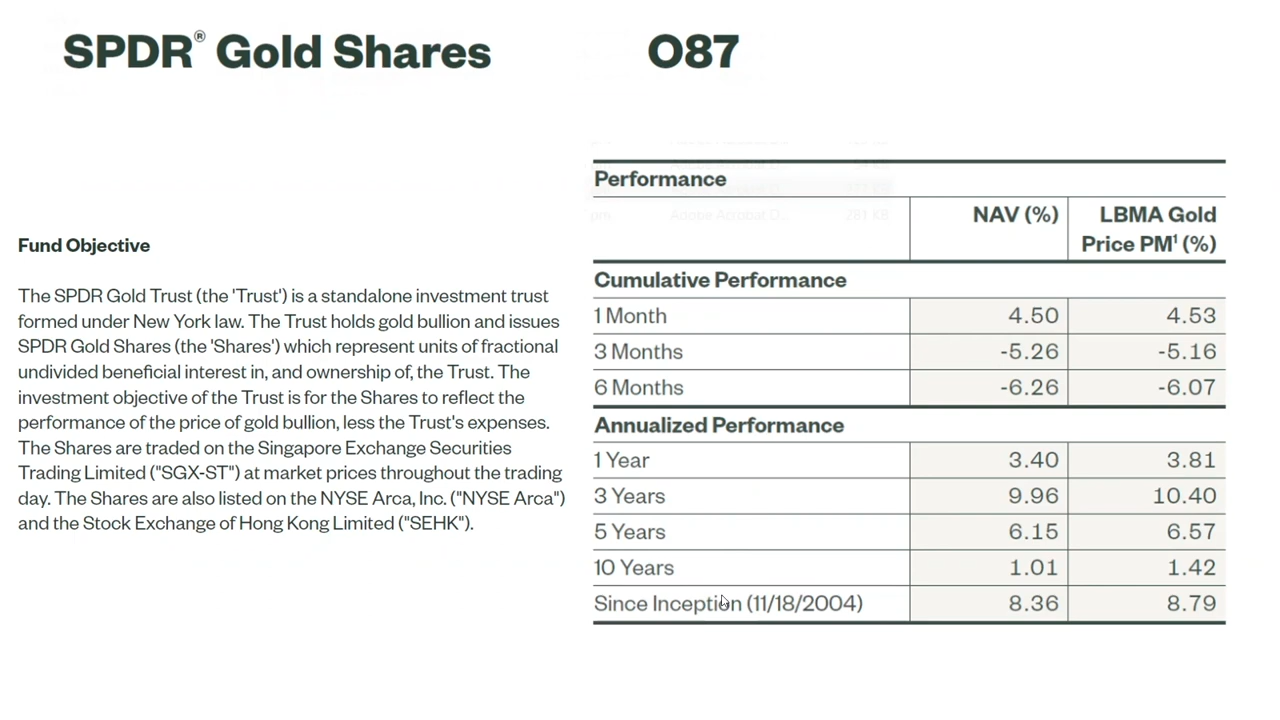 SPDR® Gold Shares
O87
Fund Objective
The SPDR Gold Trust (the 'Trust') is a standalone investment trust
formed under New York law. The Trust holds gold bullion and issues
SPDR Gold Shares (the 'Shares') which represent units of fractional
undivided beneficial interest in, and ownership of, the Trust. The
investment objective of the Trust is for the Shares to reflect the
performance of the price of gold bullion, less the Trust's expenses.
The Shares are traded on the Singapore Exchange Securities
Trading Limited ("SGX-ST") at market prices throughout the trading
day. The Shares are also listed on the NYSE Arca, Inc. ("NYSE Arca")
and the Stock Exchange of Hong Kong Limited ("SEHK").
Performance
NAV (%) LBMA Gold
Price PM¹ (%)
Cumulative Performance
1 Month 4.50 4.53
3 Months -5.26 -5.16
6 Months -6.26 -6.07
Annualized Performance
1 Year 3.40 3.81
3 Years 9.96 10.40
5 Years 6.15 6.57
10 Years 1.01 1.42
Since Inception (11/18/2004) 8.36 8.79